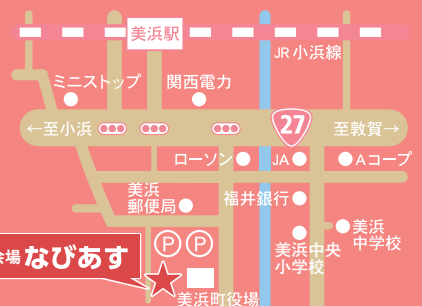 美浜駅
JR 小浜線
ミニストップ
関西電力
←至小浜
27
至敦賀→
ローソン
JA
Aコープ
美浜
郵便局
福井銀行
P
P
美浜
中学校
会場 なびあす
美浜中央
小学校
美浜町役場